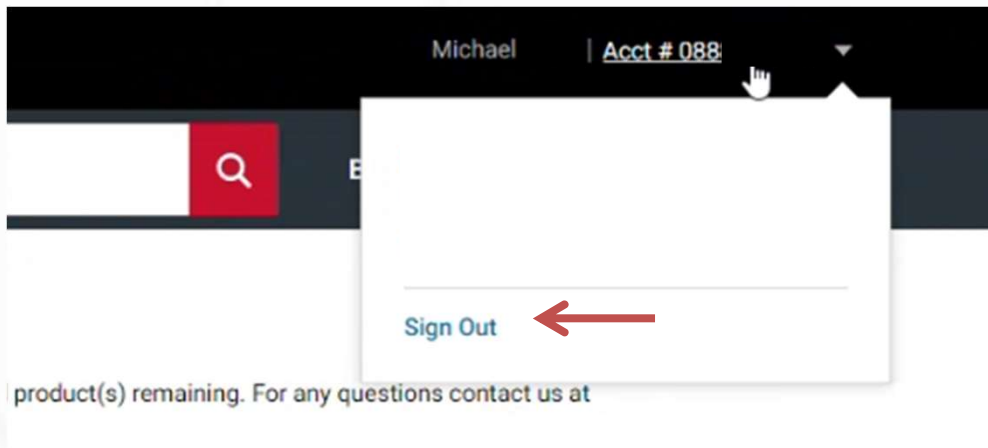 Michael | Acct # 088
Sign Out
product(s) remaining. For any questions contact us at